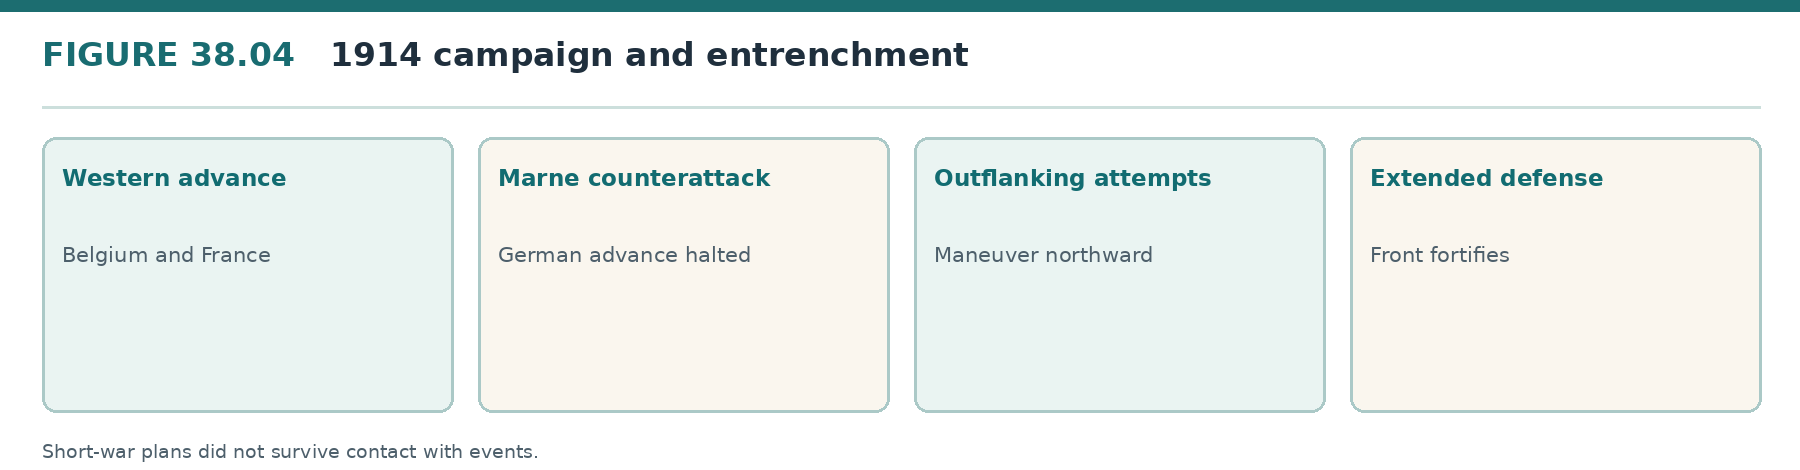 FIGURE 38.04 1914 campaign and entrenchment
Western advance
Belgium and France
Marne counterattack
German advance halted
Outflanking attempts
Maneuver northward
Extended defense
Front fortifies
Short-war plans did not survive contact with events.